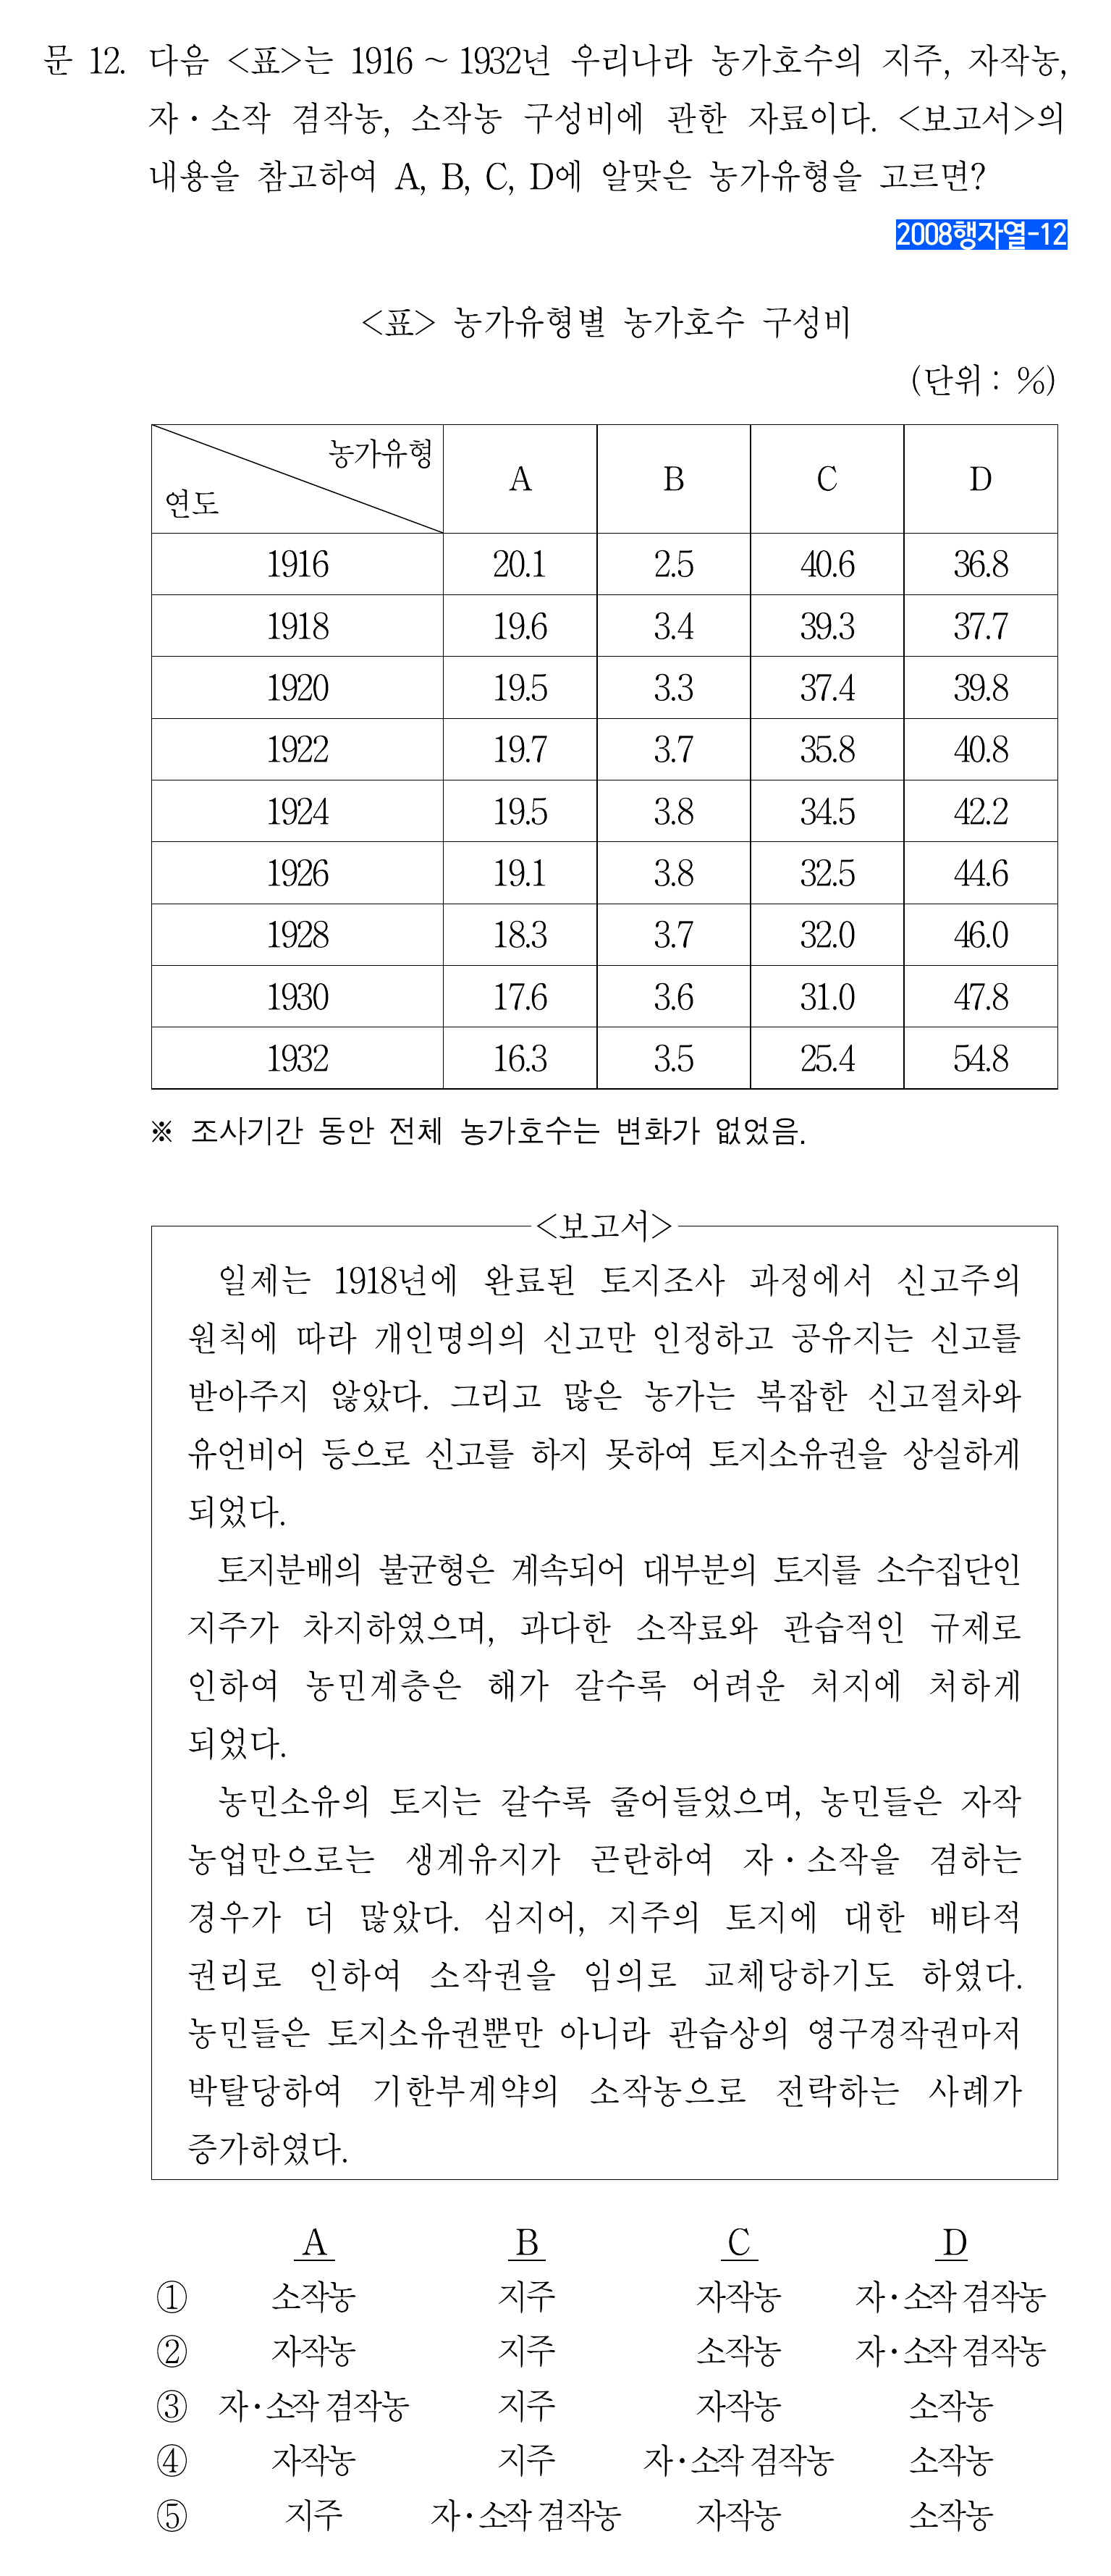 문 12. 다음 <표>는 1916 ~ 1932년 우리나라 농가호수의 지주, 자작농,
자·소작 겸작농, 소작농 구성비에 관한 자료이다. <보고서>의
내용을 참고하여 A, B, C, D에 알맞은 농가유형을 고르면?
2008행자열-12
<표> 농가유형별 농가호수 구성비
(단위 : %)
농가유형
연도
A B C D
1916 20.1 2.5 40.6 36.8
1918 19.6 3.4 39.3 37.7
1920 19.5 3.3 37.4 39.8
1922 19.7 3.7 35.8 40.8
1924 19.5 3.8 34.5 42.2
1926 19.1 3.8 32.5 44.6
1928 18.3 3.7 32.0 46.0
1930 17.6 3.6 31.0 47.8
1932 16.3 3.5 25.4 54.8
※ 조사기간 동안 전체 농가호수는 변화가 없었음.
<보고서>
일제는 1918년에 완료된 토지조사 과정에서 신고주의
원칙에 따라 개인명의의 신고만 인정하고 공유지는 신고를
받아주지 않았다. 그리고 많은 농가는 복잡한 신고절차와
유언비어 등으로 신고를 하지 못하여 토지소유권을 상실하게
되었다.
토지분배의 불균형은 계속되어 대부분의 토지를 소수집단인
지주가 차지하였으며, 과다한 소작료와 관습적인 규제로
인하여 농민계층은 해가 갈수록 어려운 처지에 처하게
되었다.
농민소유의 토지는 갈수록 줄어들었으며, 농민들은 자작
농업만으로는 생계유지가 곤란하여 자·소작을 겸하는
경우가 더 많았다. 심지어, 지주의 토지에 대한 배타적
권리로 인하여 소작권을 임의로 교체당하기도 하였다.
농민들은 토지소유권뿐만 아니라 관습상의 영구경작권마저
박탈당하여 기한부계약의 소작농으로 전락하는 사례가
증가하였다.
A B C D
① 소작농 지주 자작농 자·소작 겸작농
② 자작농 지주 소작농 자·소작 겸작농
③ 자·소작 겸작농 지주 자작농 소작농
④ 자작농 지주 자·소작 겸작농 소작농
⑤ 지주 자·소작 겸작농 자작농 소작농